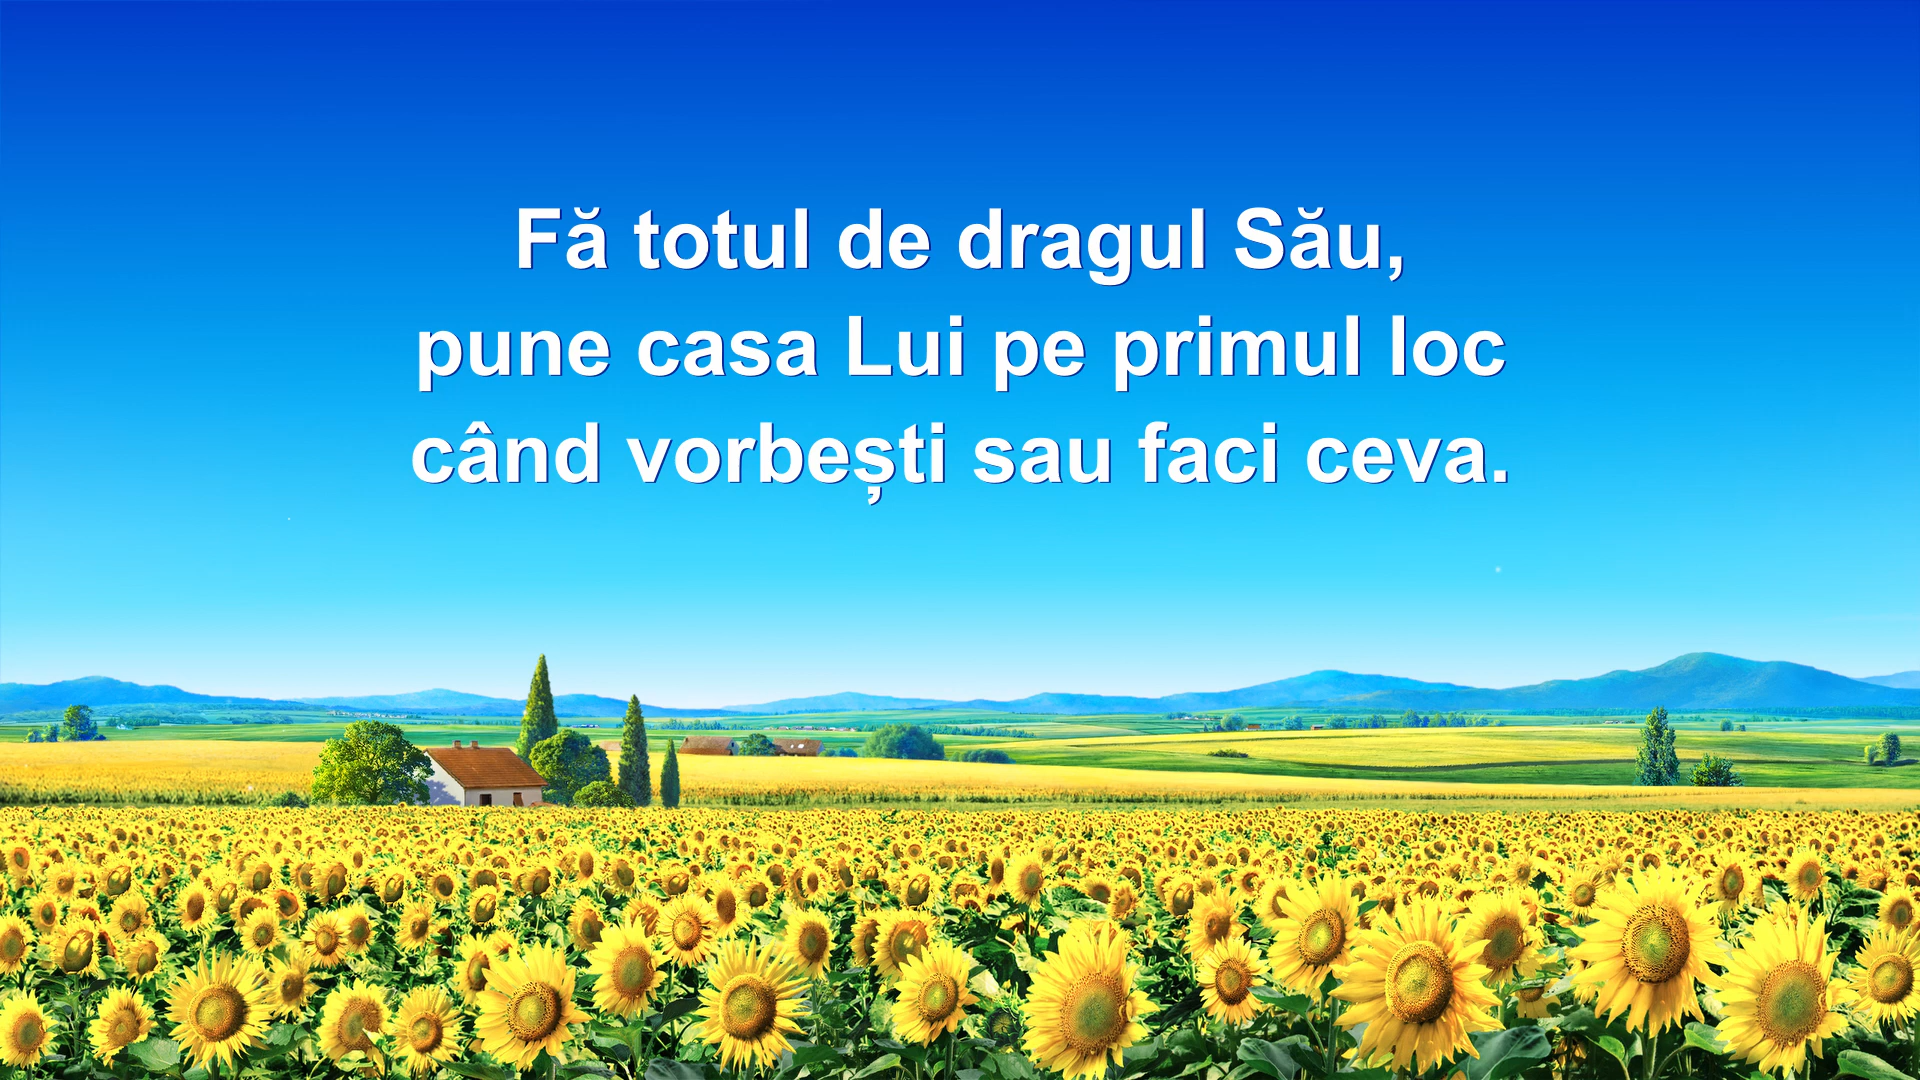 Fă totul de dragul Său,
pune casa Lui pe primul loc
când vorbești sau faci ceva.